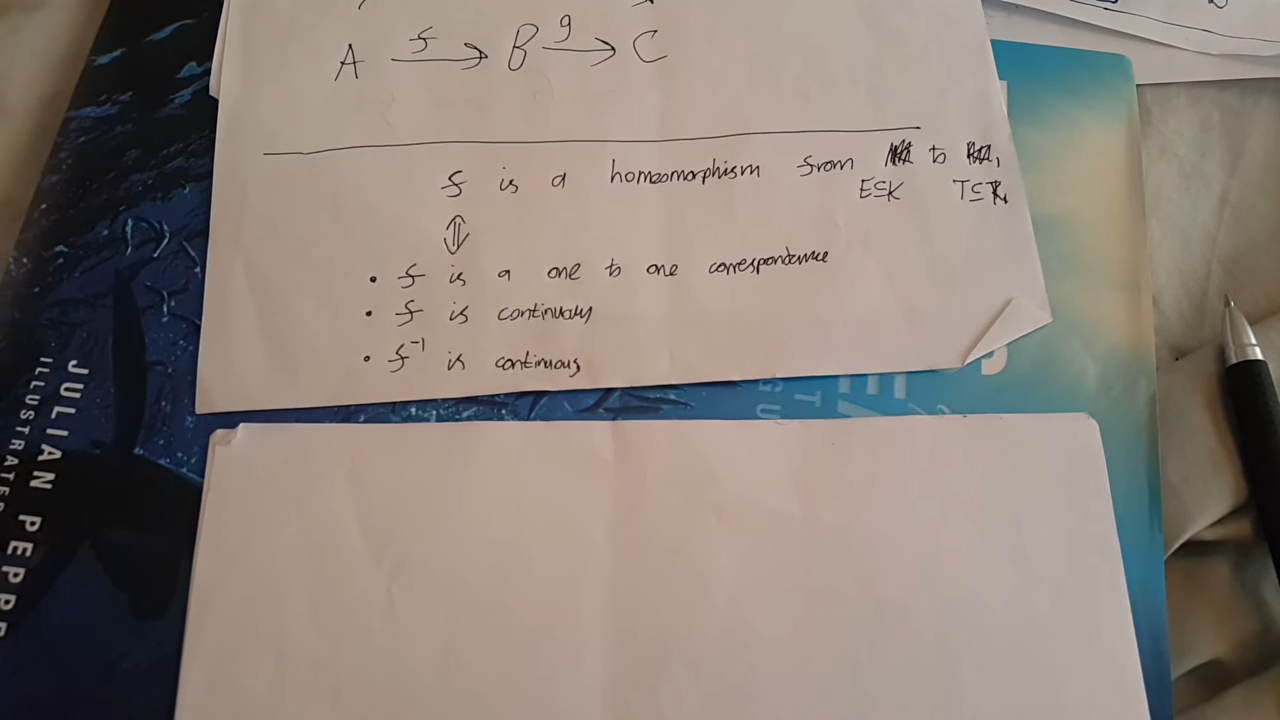 A f B g C
f is a homeomorphism from to
E⊆K T⊆
⇕
• f is a one to one correspondence
• f is continuous
• f⁻¹ is continuous
JULIAN PEPP
ILLUSTRATE